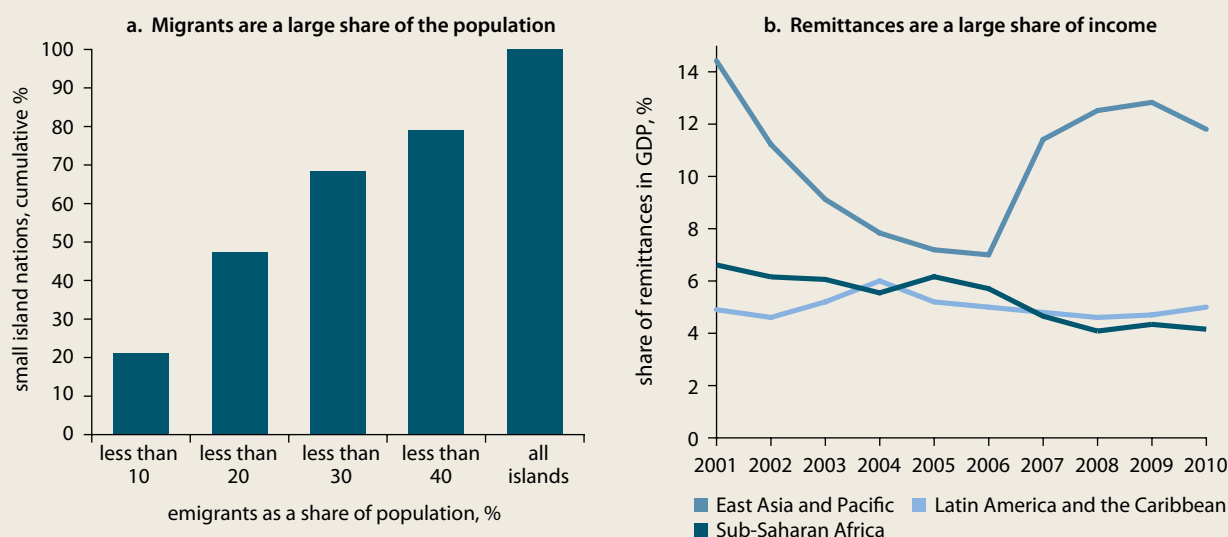 a. Migrants are a large share of the population
small island nations, cumulative %
100
90
80
70
60
50
40
30
20
10
0
less than 10
less than 20
less than 30
less than 40
all islands
emigrants as a share of population, %
b. Remittances are a large share of income
share of remittances in GDP, %
14
12
10
8
6
4
2
0
2001 2002 2003 2004 2005 2006 2007 2008 2009 2010
East Asia and Pacific Latin America and the Caribbean
Sub-Saharan Africa